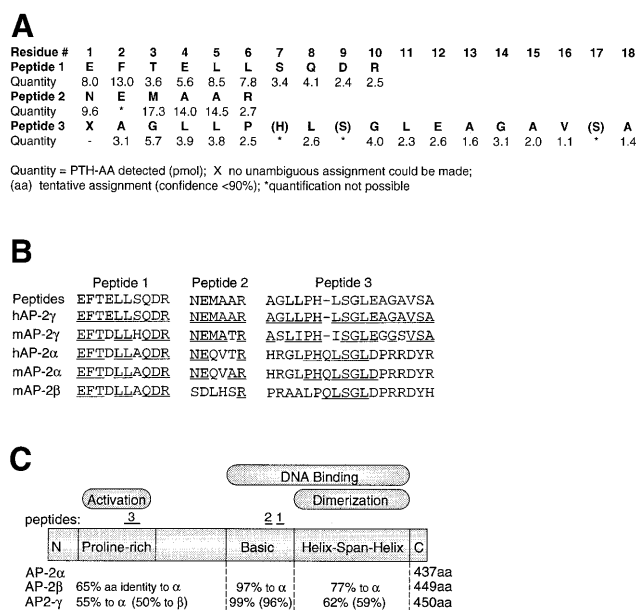 A
Residue # 1 2 3 4 5 6 7 8 9 10 11 12 13 14 15 16 17 18
Peptide 1 E F T E L L S Q D R
Quantity 8.0 13.0 3.6 5.6 8.5 7.8 3.4 4.1 2.4 2.5
Peptide 2 N E M A A R
Quantity 9.6 * 17.3 14.0 14.5 2.7
Peptide 3 X A G L L P (H) L (S) G L E A G A V (S) A
Quantity - 3.1 5.7 3.9 3.8 2.5 * 2.6 * 4.0 2.3 2.6 1.6 3.1 2.0 1.1 * 1.4
Quantity = PTH-AA detected (pmol); X no unambiguous assignment could be made;
(aa) tentative assignment (confidence <90%); *quantification not possible
B
Peptide 1 Peptide 2 Peptide 3
Peptides EFTELLSQDR NEMAAR AGLLPH-LSGLEAGAVSA
hAP-2γ EFTELLSQDR NEMAAR AGLLPH-LSGLEAGAVSA
mAP-2γ EFTDLLHQDR NEMATR ASLIPH-ISGLEGGSVSA
hAP-2α EFTDLLAQDR NEQVTR HRGLPHQLSGLDPRRDYR
mAP-2α EFTDLLAQDR NEQVAR HRGLPHQLSGLDPRRDYR
mAP-2β EFTDLLAQDR SDLHSR PRAALPQLSGLDPRRDYH
C
DNA Binding
Activation Dimerization
peptides: 3 2 1
N Proline-rich Basic Helix-Span-Helix C
AP-2α 437aa
AP-2β 65% aa identity to α 97% to α 77% to α 449aa
AP2-γ 55% to α (50% to β) 99% (96%) 62% (59%) 450aa